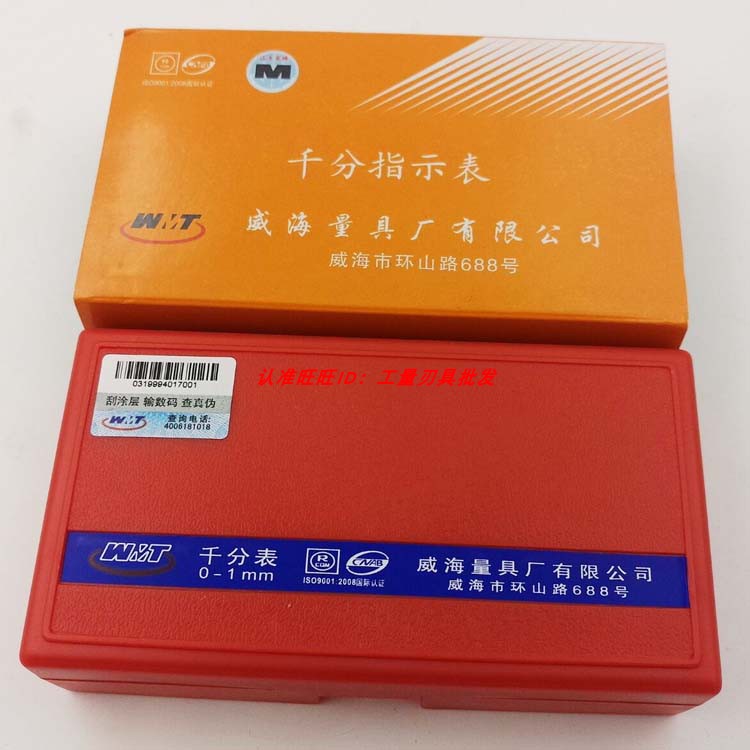 R
CQN
CNAB
ISO9001:2008国际认证
M
千分指示表
WMT
威海量具厂有限公司
威海市环山路688号
认准旺旺ID：工量刃具批发
0319994017001
刮涂层 输数码 查真伪
WMT
查询电话:
4006181018
WMT
千分表
0-1mm
R
CQN
CNAB
ISO9001:2008国际认证
威海量具厂有限公司
威海市环山路688号